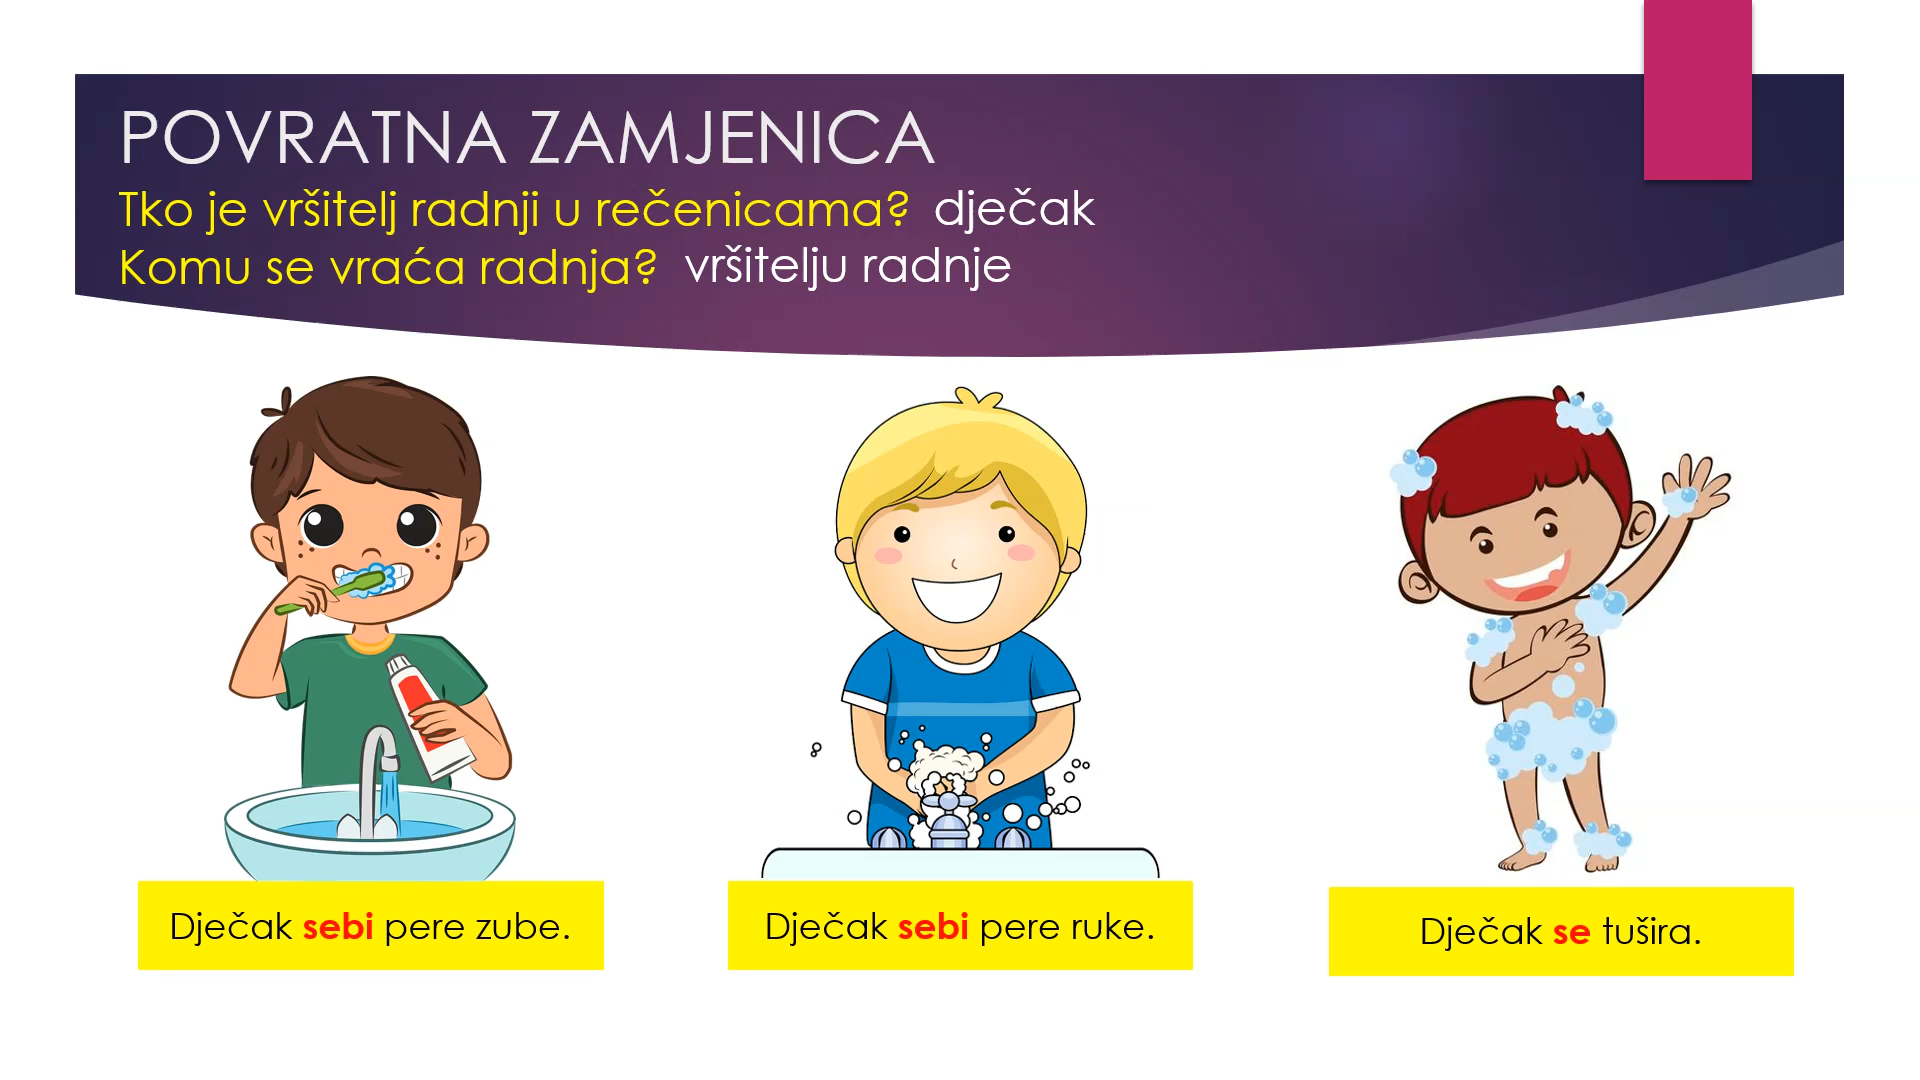 POVRATNA ZAMJENICA
Tko je vršitelj radnji u rečenicama? dječak
Komu se vraća radnja? vršitelju radnje
Dječak sebi pere zube.
Dječak sebi pere ruke.
Dječak se tušira.